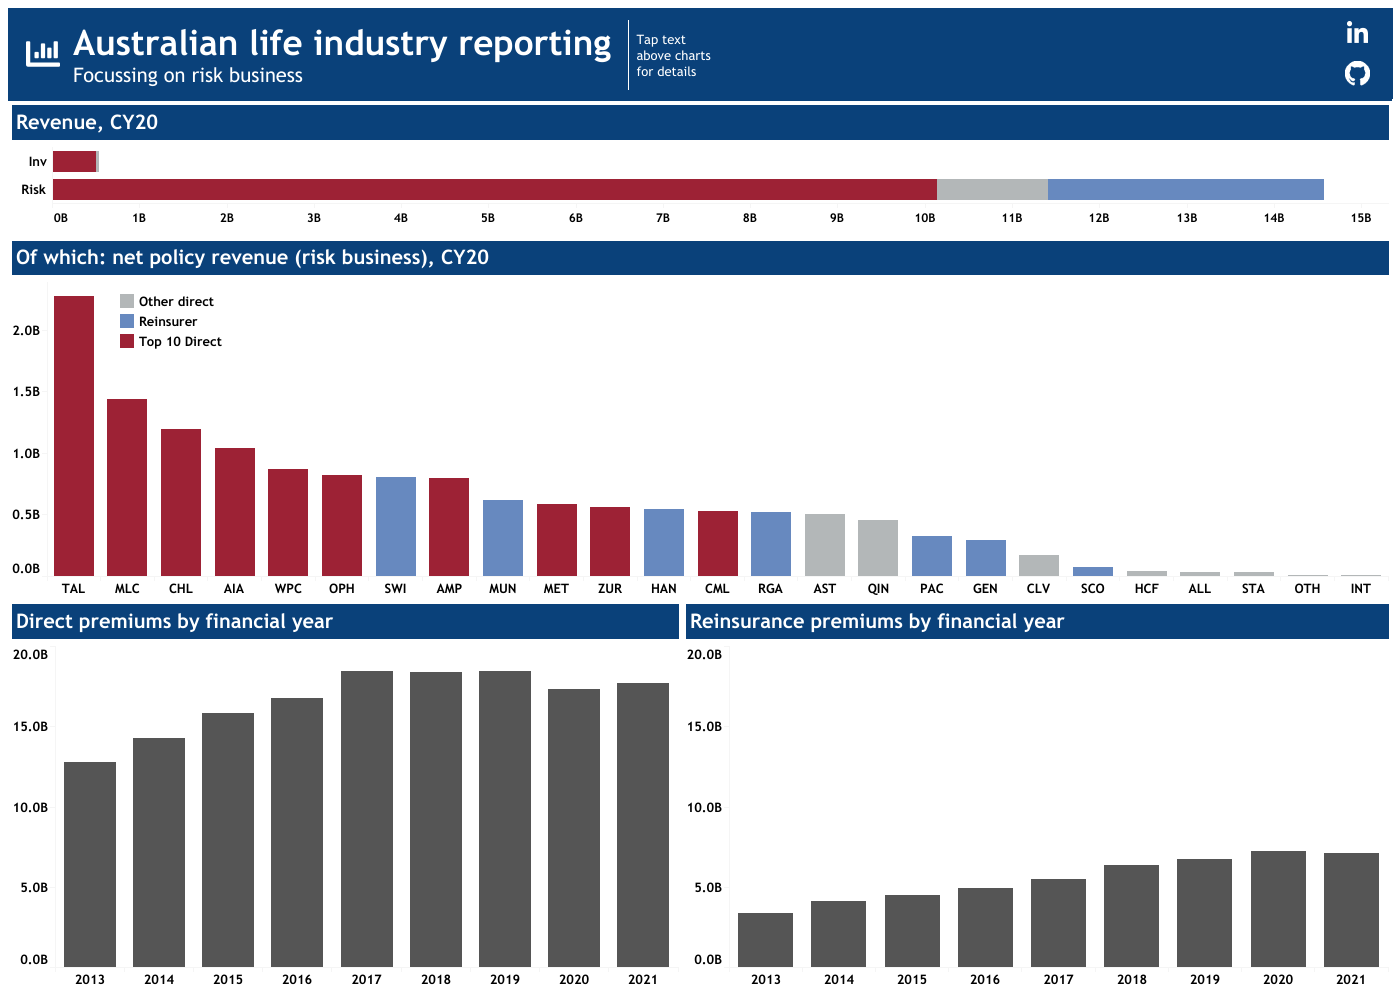 Australian life industry reporting
Focussing on risk business
Tap text
above charts
for details
Revenue, CY20
Inv
Risk
0B 1B 2B 3B 4B 5B 6B 7B 8B 9B 10B 11B 12B 13B 14B 15B
Of which: net policy revenue (risk business), CY20
Other direct
Reinsurer
Top 10 Direct
2.0B
1.5B
1.0B
0.5B
0.0B
TAL MLC CHL AIA WPC OPH SWI AMP MUN MET ZUR HAN CML RGA AST QIN PAC GEN CLV SCO HCF ALL STA OTH INT
Direct premiums by financial year
20.0B
15.0B
10.0B
5.0B
0.0B
2013 2014 2015 2016 2017 2018 2019 2020 2021
Reinsurance premiums by financial year
20.0B
15.0B
10.0B
5.0B
0.0B
2013 2014 2015 2016 2017 2018 2019 2020 2021